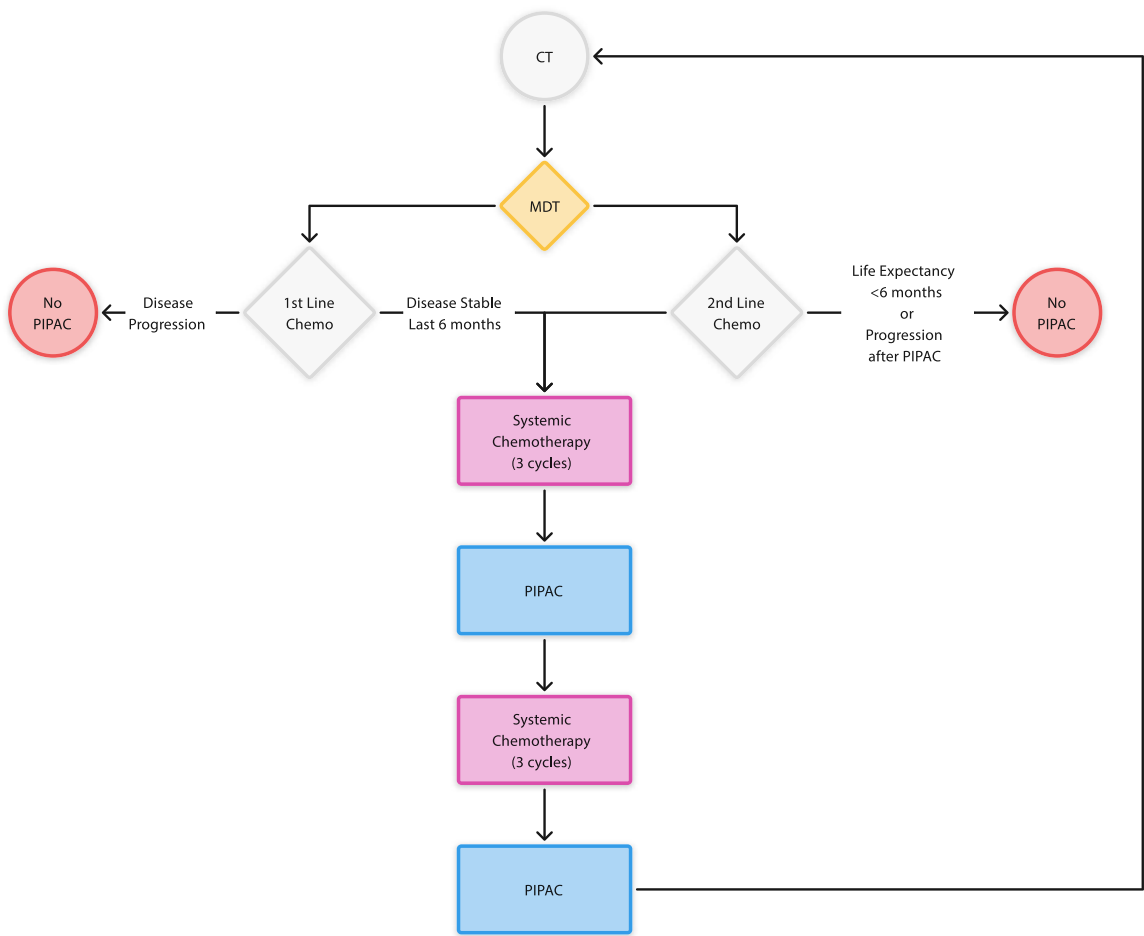 CT
MDT
No
PIPAC
Disease
Progression
1st Line
Chemo
Disease Stable
Last 6 months
2nd Line
Chemo
Life Expectancy
<6 months
or
Progression
after PIPAC
No
PIPAC
Systemic
Chemotherapy
(3 cycles)
PIPAC
Systemic
Chemotherapy
(3 cycles)
PIPAC